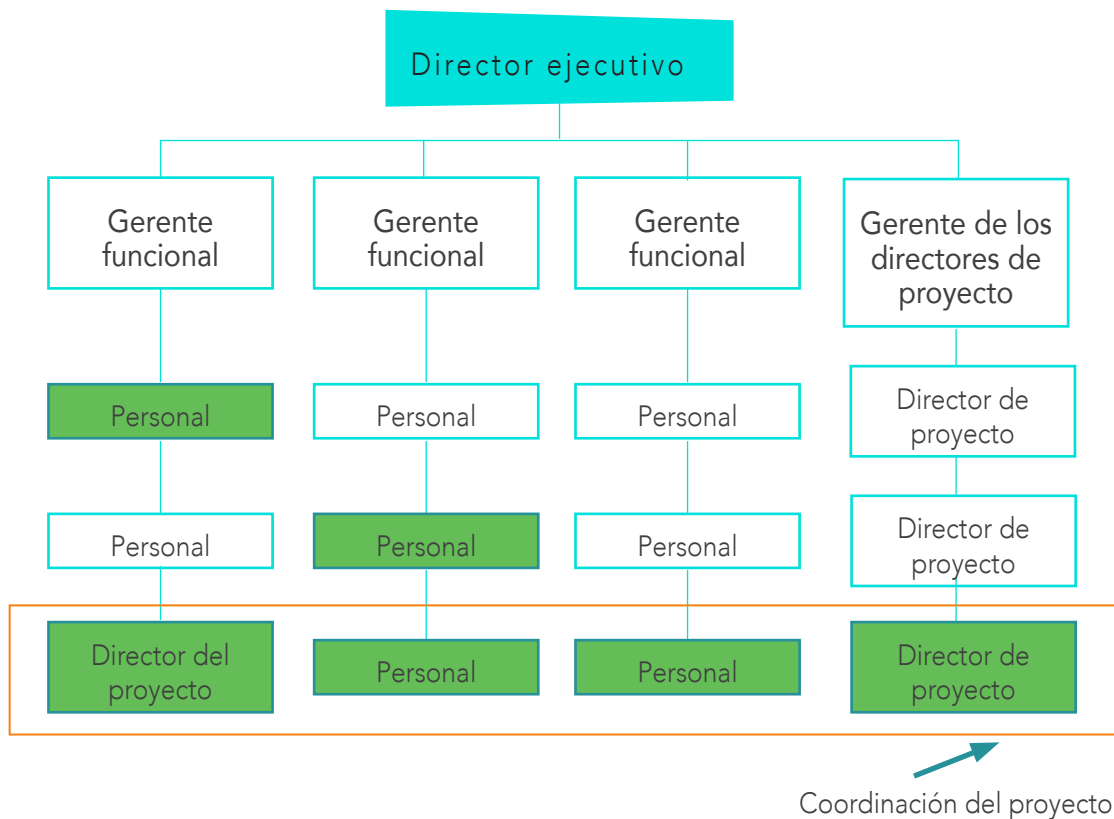 Director ejecutivo
Gerente
funcional
Gerente
funcional
Gerente
funcional
Gerente de los
directores de
proyecto
Personal
Personal
Personal
Director de
proyecto
Personal
Personal
Personal
Director de
proyecto
Director del
proyecto
Personal
Personal
Director de
proyecto
Coordinación del proyecto